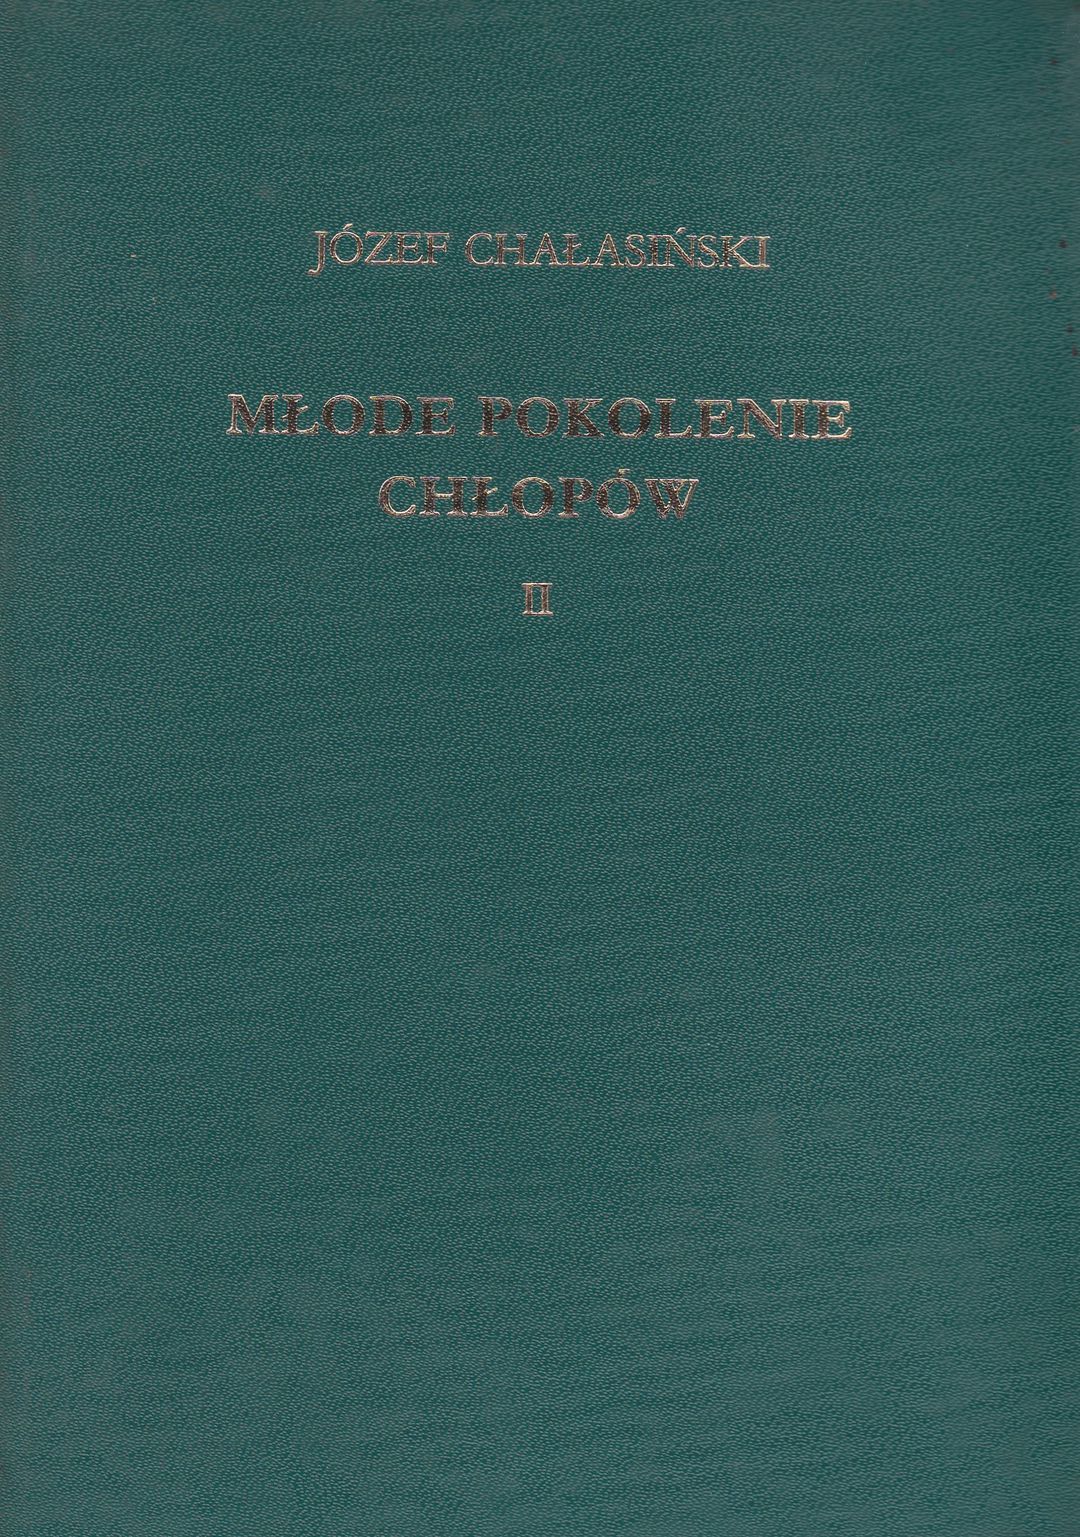 JÓZEF CHAŁASIŃSKI
MŁODE POKOLENIE
CHŁOPÓW
II